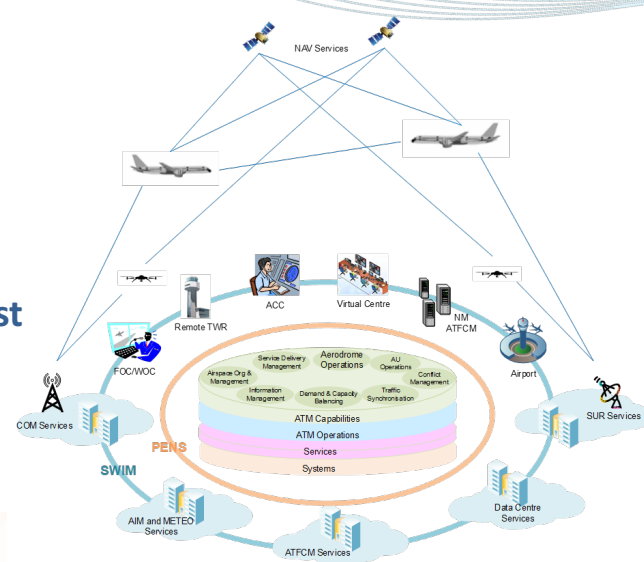 NAV Services
ACC
Virtual Centre
Remote TWR
NM
ATFCM
st
FOC/WOC
Airport
Service Delivery
Management
Aerodrome
Operations
AU
Operations
Airspace Org &
Management
Conflict
Management
Information
Management
Demand & Capacity
Balancing
Traffic
Synchronisation
COM Services
SUR Services
ATM Capabilities
ATM Operations
PENS
Services
SWIM
Systems
AIM and METEO
Services
Data Centre
Services
ATFCM Services